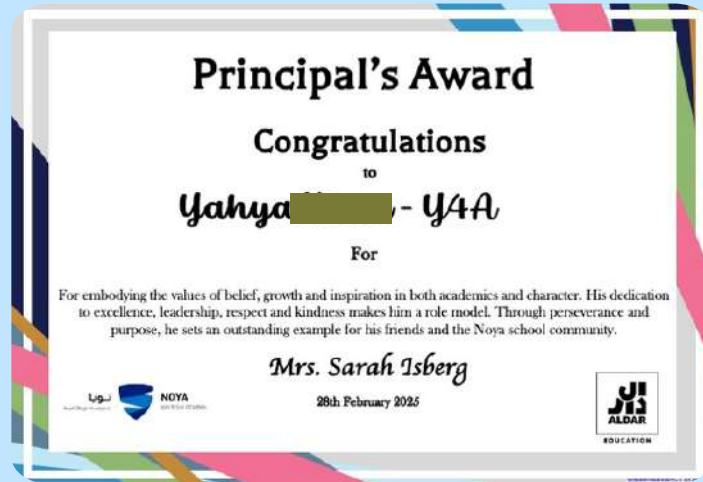 Principal's Award
Congratulations
to
Yahya - Y4A
For
For embodying the values of belief, growth and inspiration in both academics and character. His dedication
to excellence, leadership, respect and kindness makes him a role model. Through perseverance and
purpose, he sets an outstanding example for his friends and the Noya school community.
Mrs. Sarah Isberg
28th February 2025
نويا
NOYA
الدار
ALDAR
EDUCATION